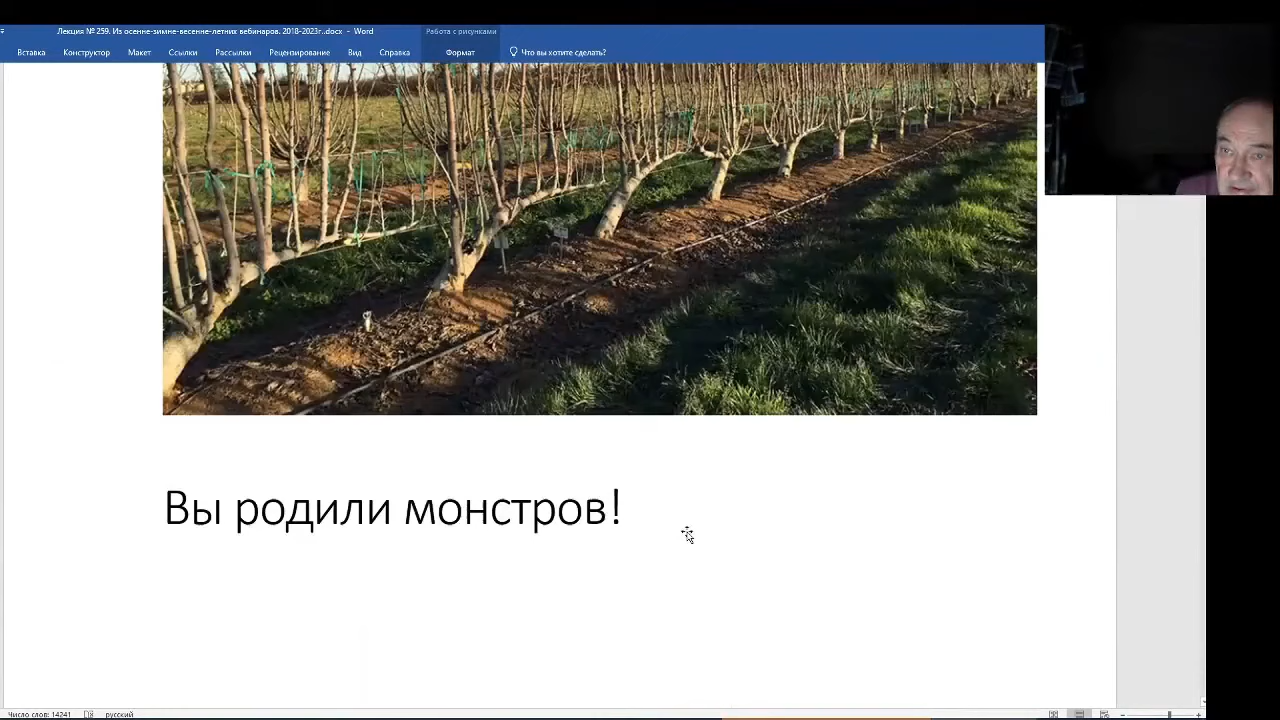 Лекция № 259. Из осенне-зимне-весенне-летних вебинаров. 2018-2023г..docx - Word
Работа с рисунками
Вставка Конструктор Макет Ссылки Рассылки Рецензирование Вид Справка Формат Что вы хотите сделать?
Вы родили монстров!
Число слов: 14241 русский